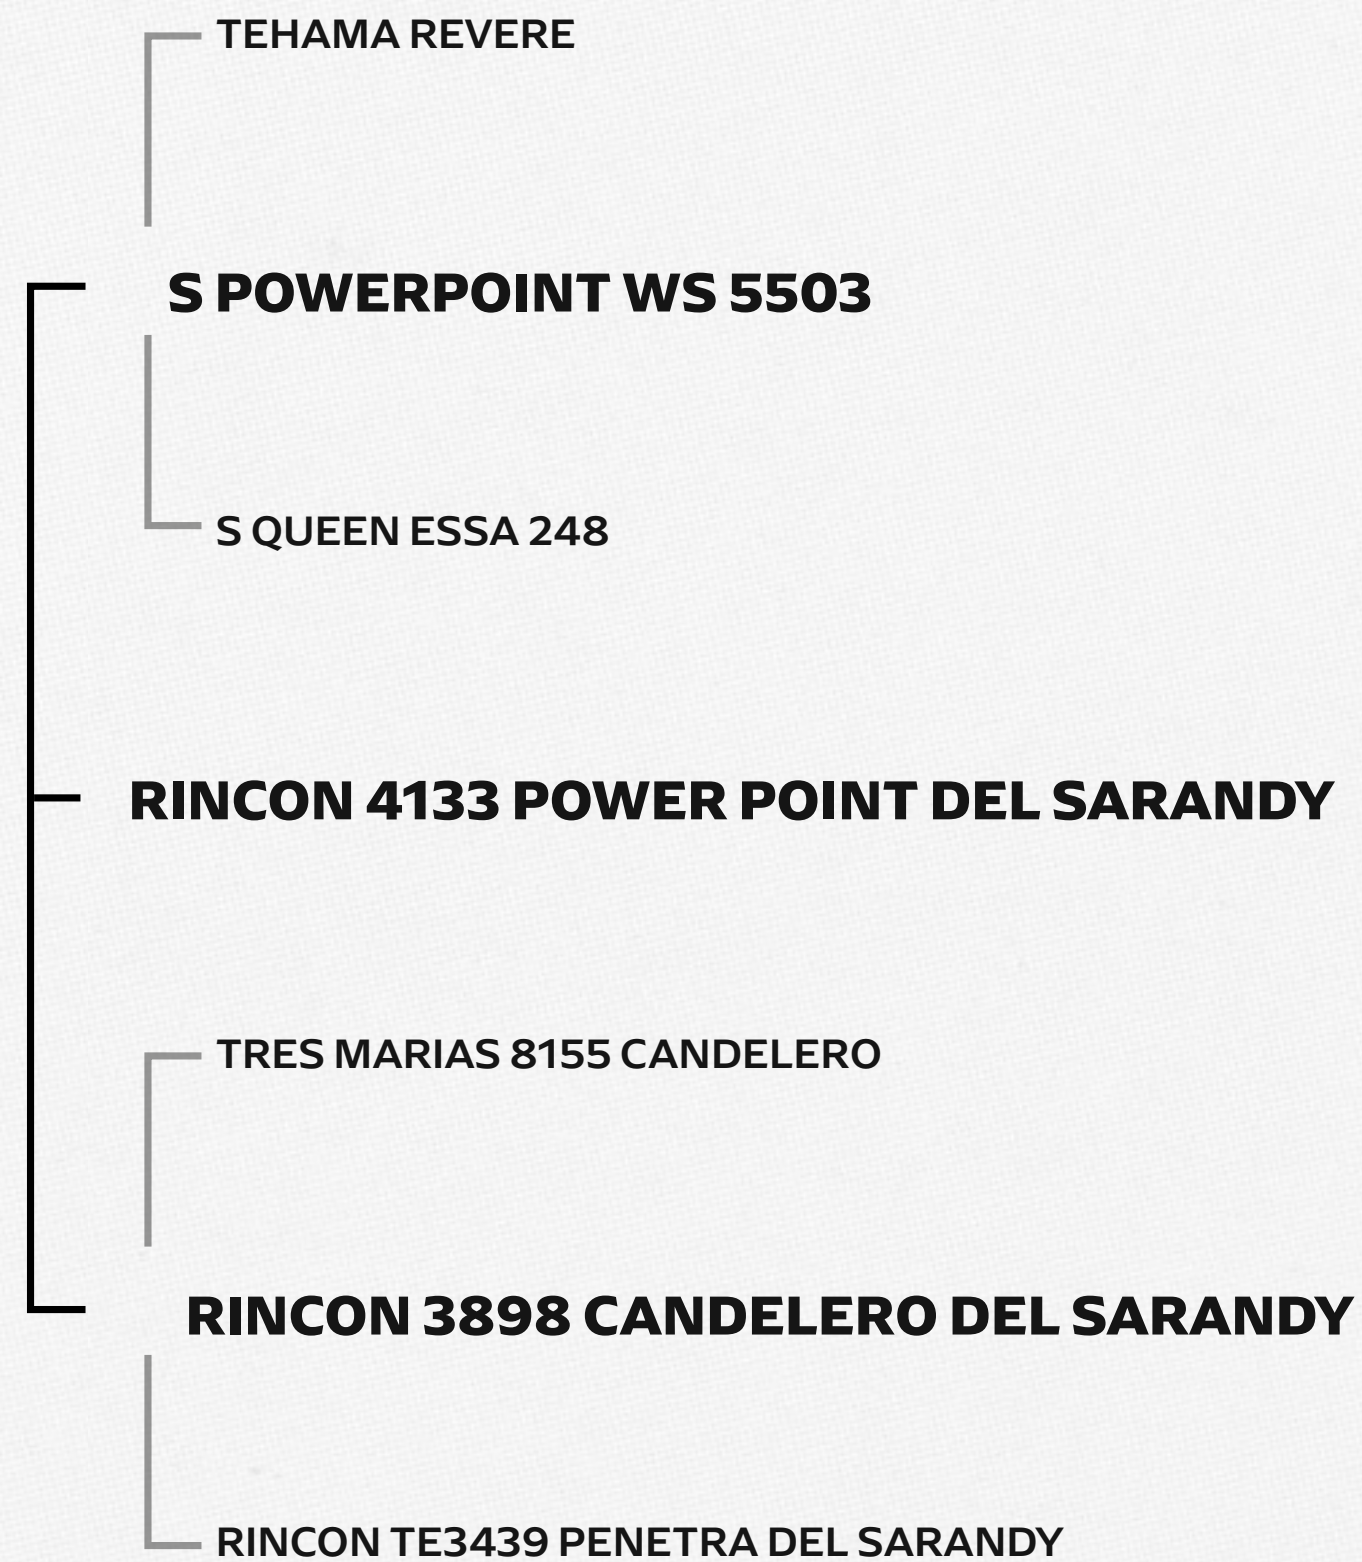 TEHAMA REVERE
S POWERPOINT WS 5503
S QUEEN ESSA 248
RINCON 4133 POWER POINT DEL SARANDY
TRES MARIAS 8155 CANDELERO
RINCON 3898 CANDELERO DEL SARANDY
RINCON TE3439 PENETRA DEL SARANDY